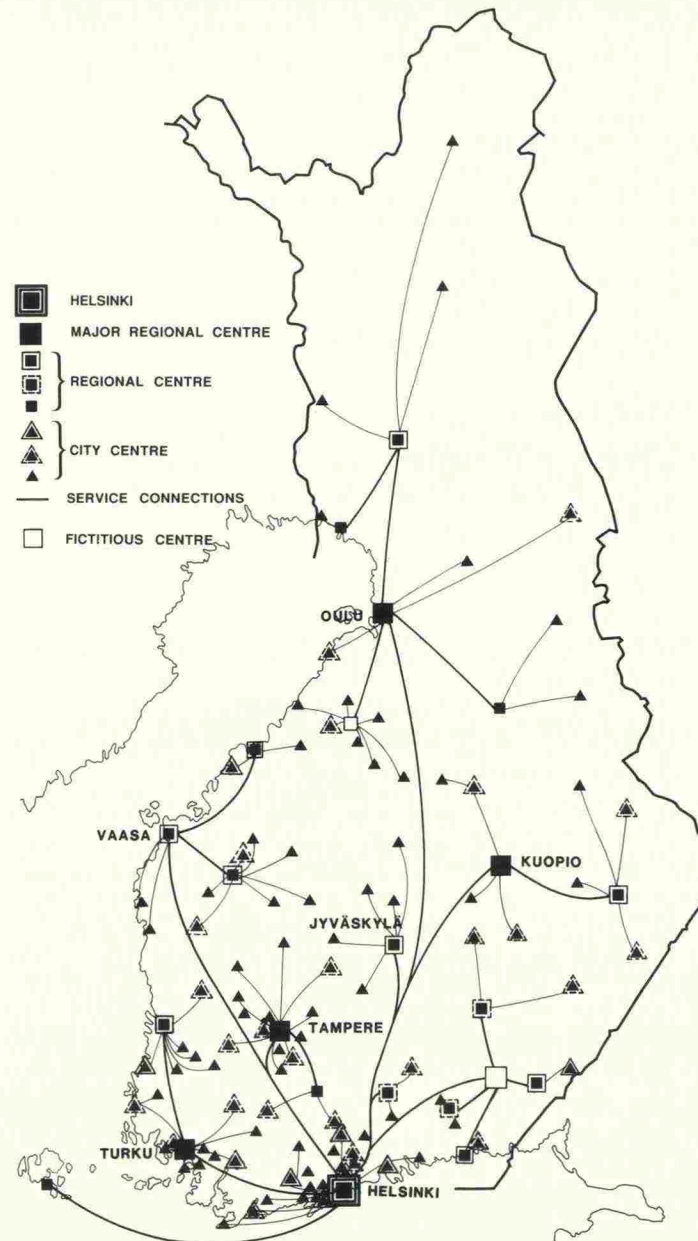 HELSINKI
MAJOR REGIONAL CENTRE
REGIONAL CENTRE
CITY CENTRE
SERVICE CONNECTIONS
FICTITIOUS CENTRE
OULU
VAASA
KUOPIO
JYVÄSKYLÄ
TAMPERE
TURKU
HELSINKI